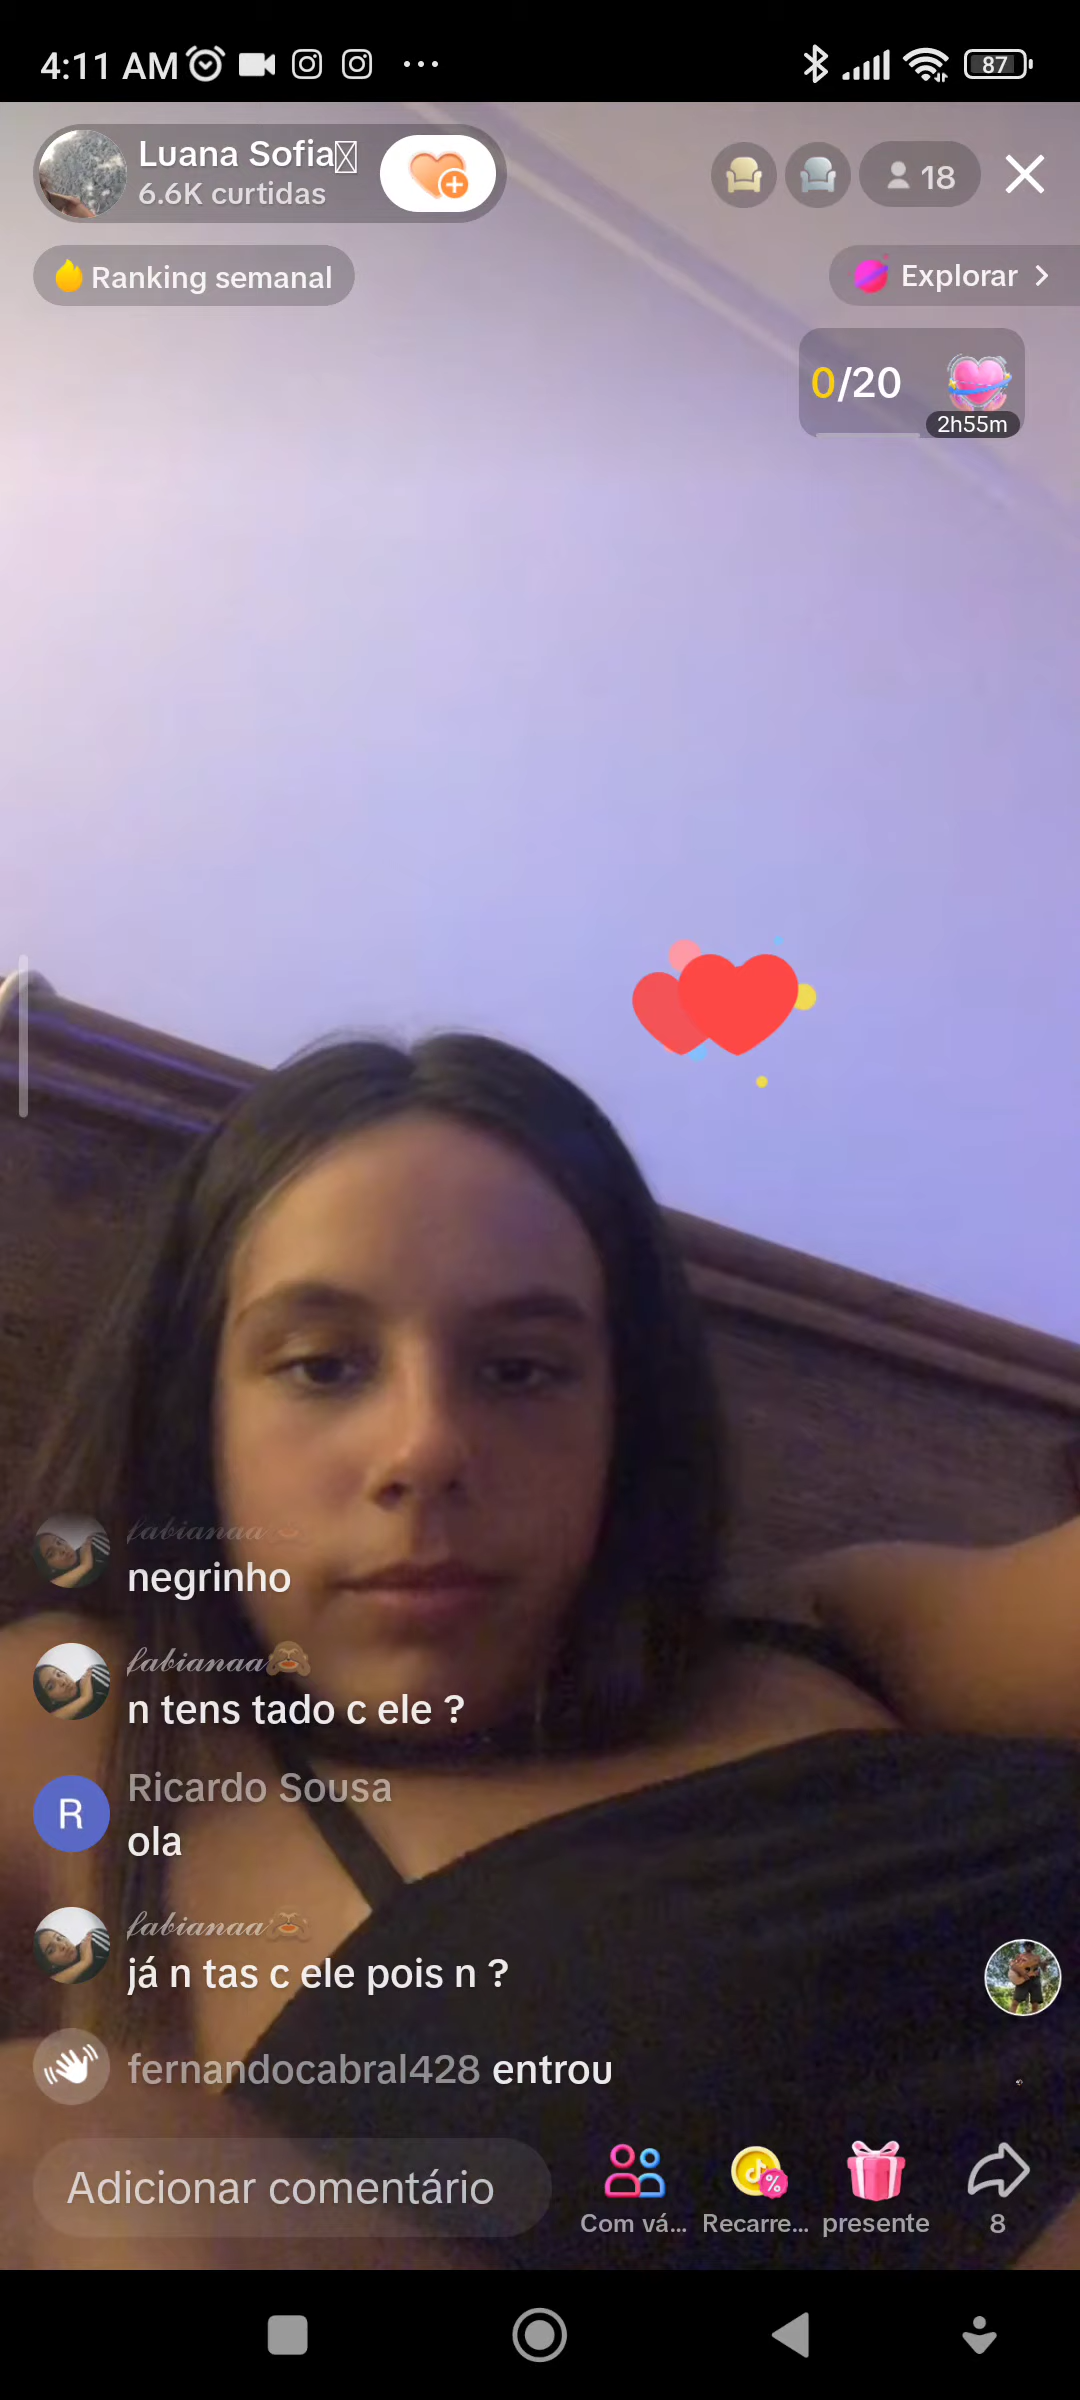 4:11 AM
87
Luana Sofia
6.6K curtidas
18
Ranking semanal
Explorar
0/20
2h55m
fabianaa
negrinho
fabianaa
n tens tado c ele ?
R
Ricardo Sousa
ola
fabianaa
já n tas c ele pois n ?
fernandocabral428 entrou
Adicionar comentário
Com vá...
Recarre...
presente
8